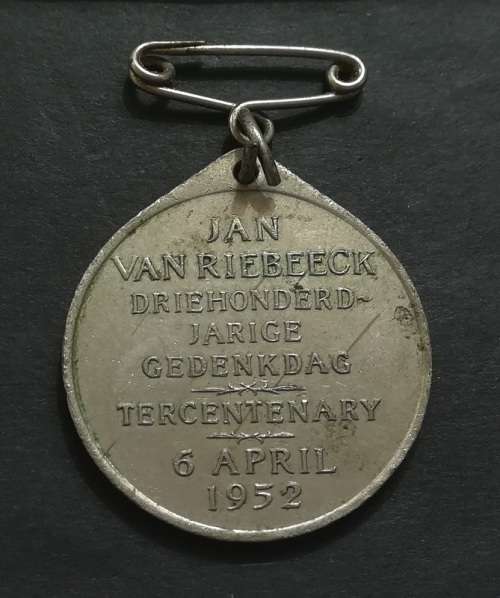 JAN
VAN RIEBEECK
DRIEHONDERD~
JARIGE
GEDENKDAG
TERCENTENARY
6 APRIL
1952